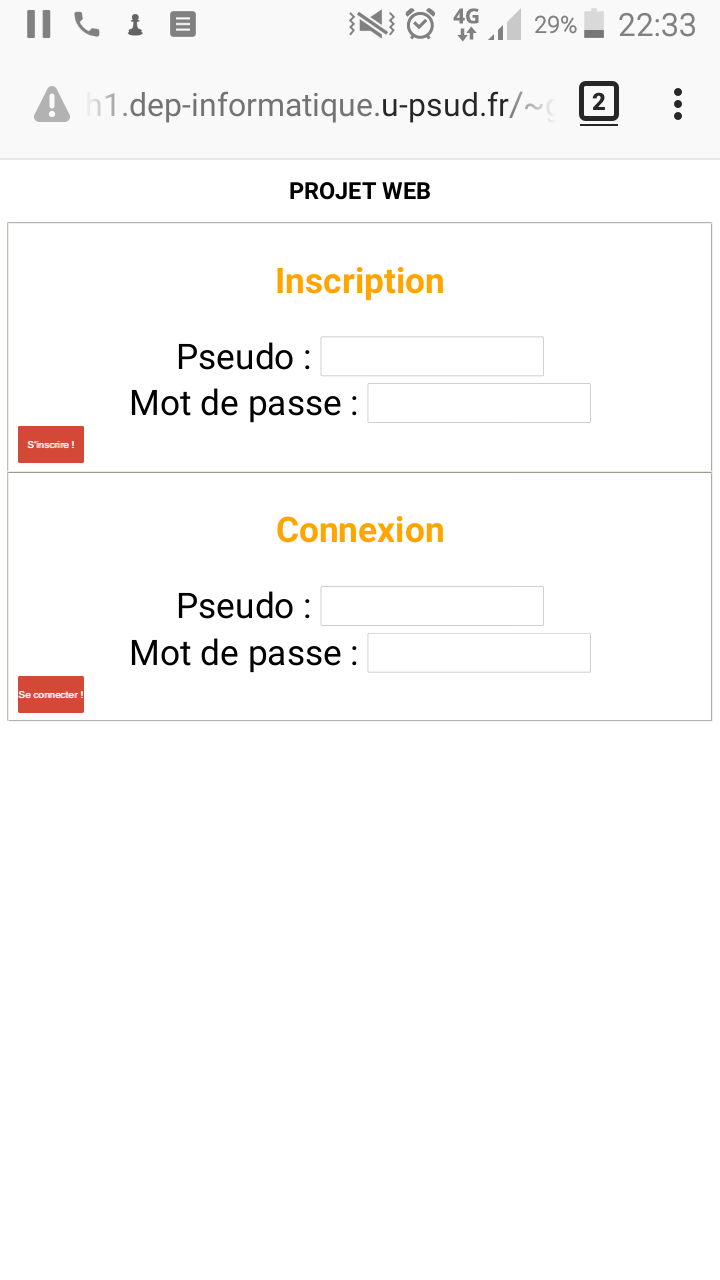 4G 29% 22:33
h1.dep-informatique.u-psud.fr/~g 2
PROJET WEB
Inscription
Pseudo :
Mot de passe :
S'inscrire !
Connexion
Pseudo :
Mot de passe :
Se connecter !